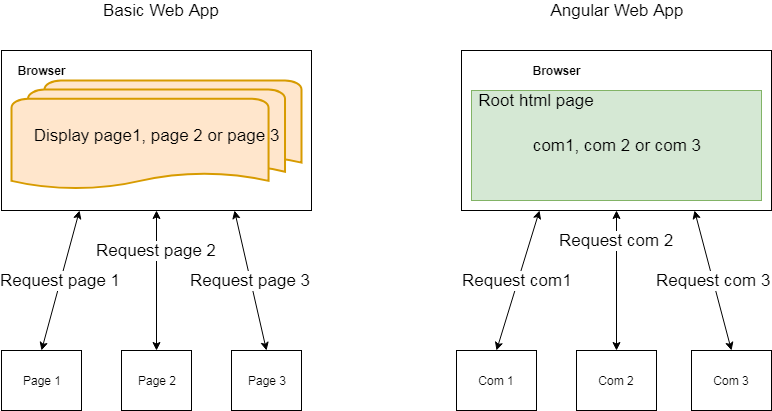 Basic Web App
Angular Web App
Browser
Display page1, page 2 or page 3
Browser
Root html page
com1, com 2 or com 3
Request page 2
Request page 1
Request page 3
Request com 2
Request com1
Request com 3
Page 1
Page 2
Page 3
Com 1
Com 2
Com 3